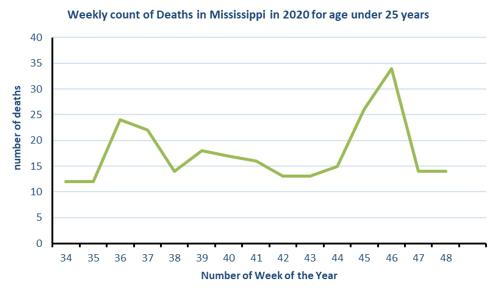 Weekly count of Deaths in Mississippi in 2020 for age under 25 years
number of deaths
40
35
30
25
20
15
10
5
0
34 35 36 37 38 39 40 41 42 43 44 45 46 47 48
Number of Week of the Year